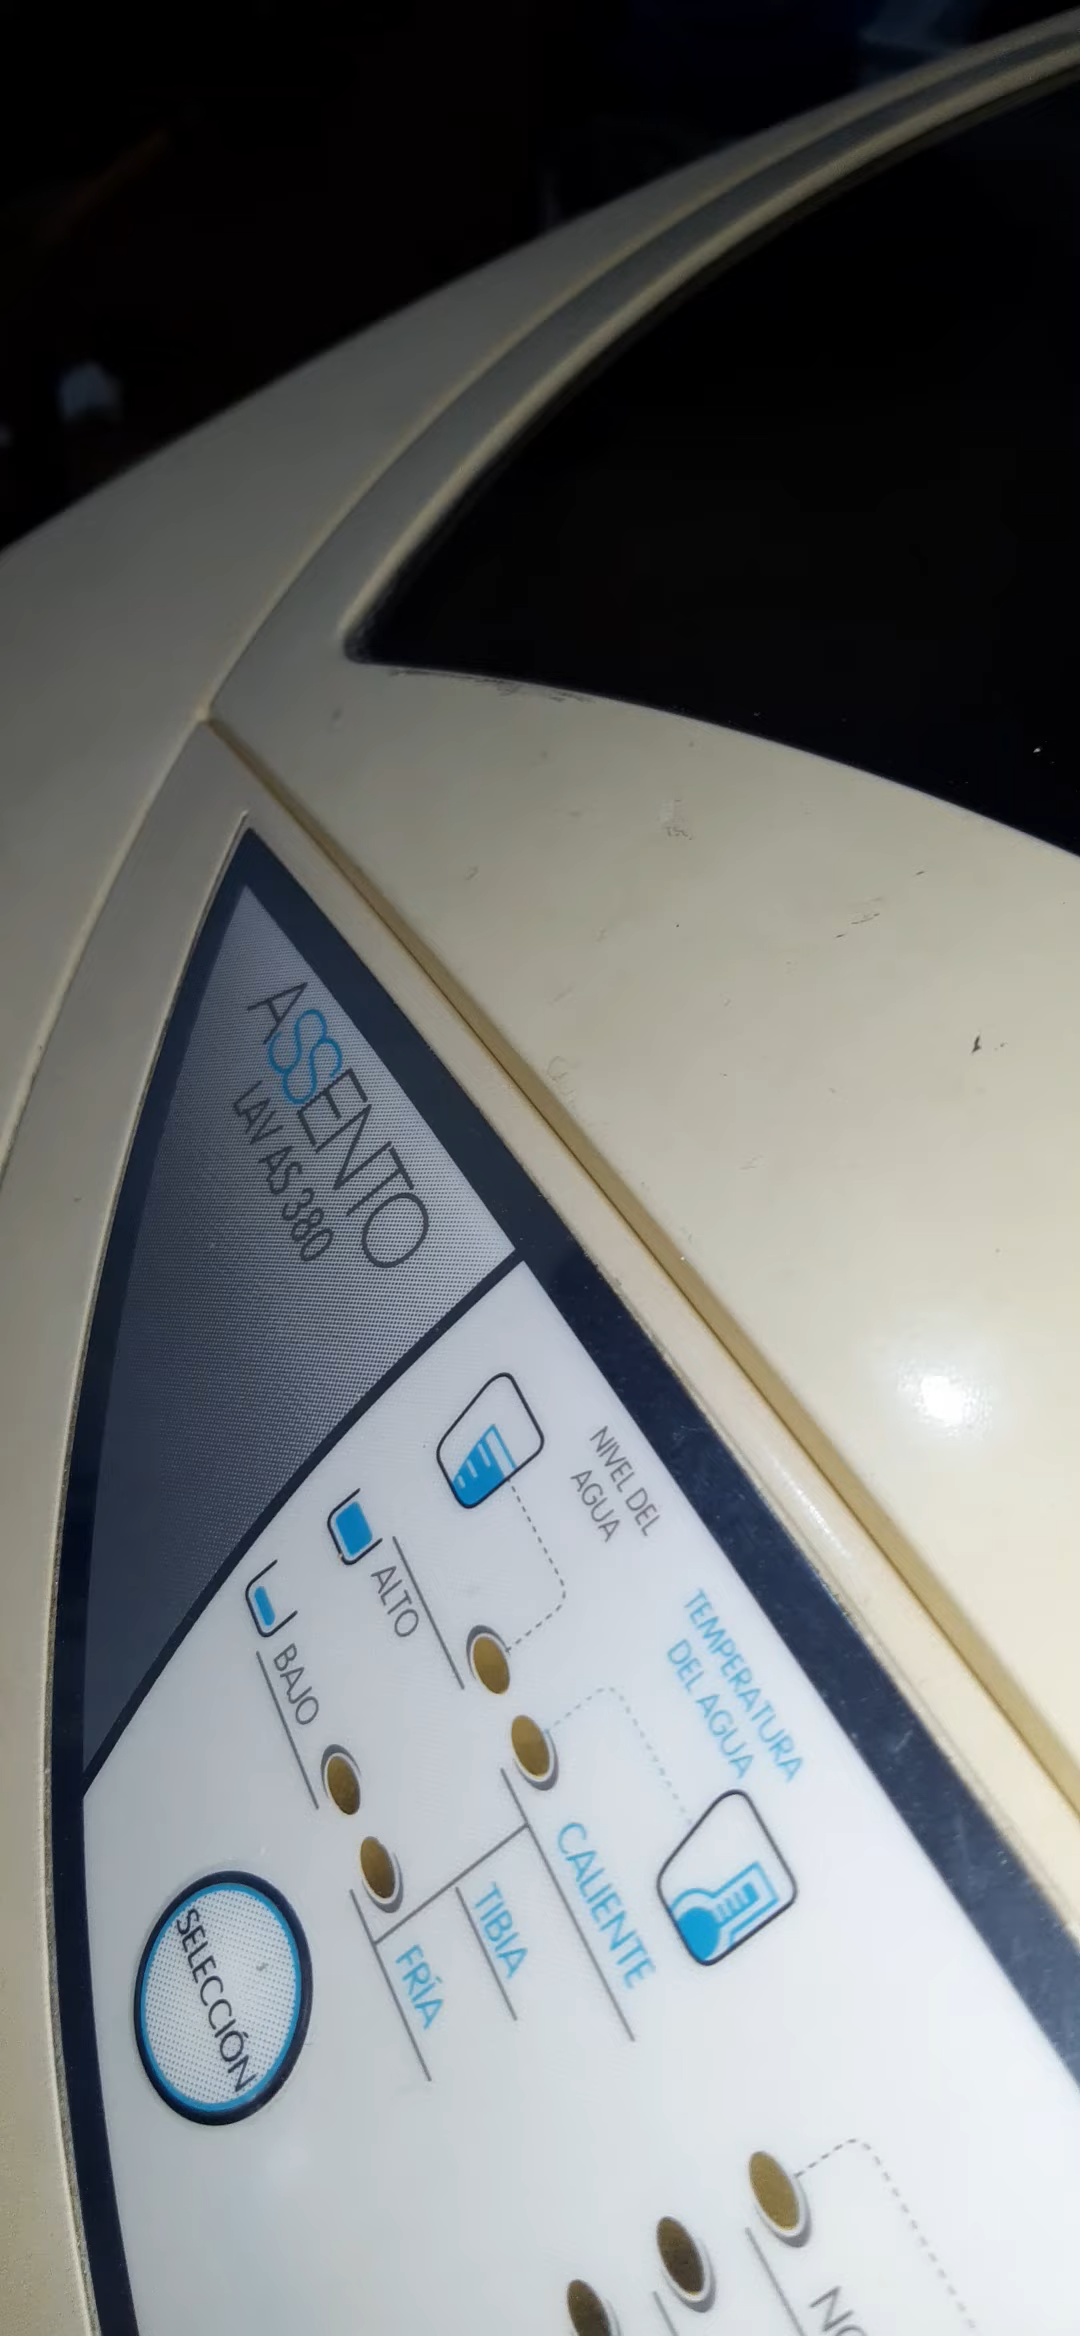 ASSENTO
LAV AS 380
NIVEL DEL
AGUA
ALTO
BAJO
TEMPERATURA
DEL AGUA
CALIENTE
TIBIA
FRÍA
SELECCIÓN